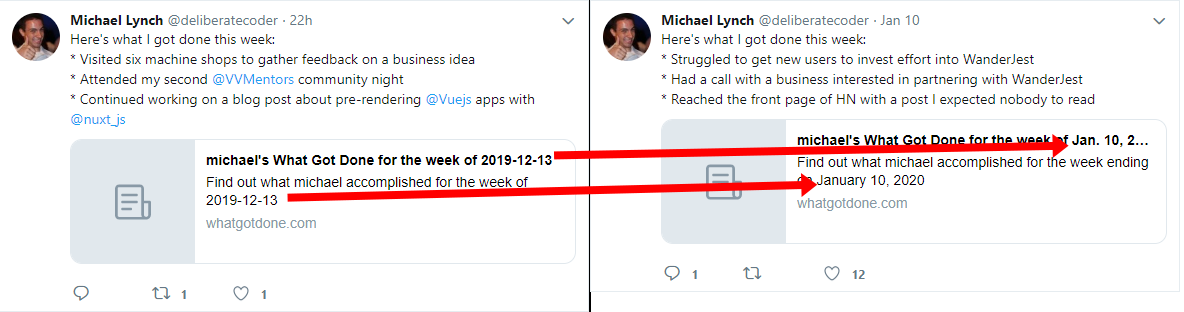 Michael Lynch @deliberatecoder · 22h
Here's what I got done this week:
* Visited six machine shops to gather feedback on a business idea
* Attended my second @VVMentors community night
* Continued working on a blog post about pre-rendering @Vuejs apps with
@nuxt_js
michael's What Got Done for the week of 2019-12-13
Find out what michael accomplished for the week of
2019-12-13
whatgotdone.com
1
1
Michael Lynch @deliberatecoder · Jan 10
Here's what I got done this week:
* Struggled to get new users to invest effort into WanderJest
* Had a call with a business interested in partnering with WanderJest
* Reached the front page of HN with a post I expected nobody to read
michael's What Got Done for the week of Jan. 10, 2...
Find out what michael accomplished for the week ending
on January 10, 2020
whatgotdone.com
1
12